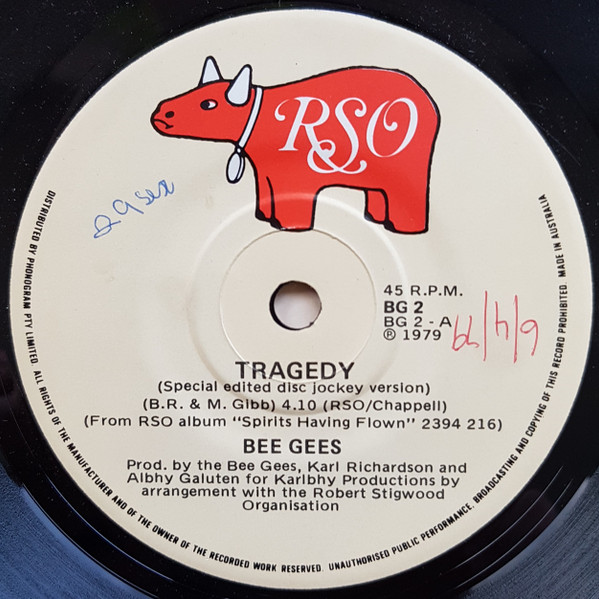 RSO
45 R.P.M.
BG 2
BG 2 - A
℗ 1979
TRAGEDY
(Special edited disc jockey version)
(B.R. & M. Gibb) 4.10 (RSO/Chappell)
(From RSO album "Spirits Having Flown" 2394 216)
BEE GEES
Prod. by the Bee Gees, Karl Richardson and
Albhy Galuten for Karlbhy Productions by
arrangement with the Robert Stigwood
Organisation
DISTRIBUTED BY PHONOGRAM PTY LIMITED. ALL RIGHTS OF THE MANUFACTURER AND OF THE OWNER OF THE RECORDED WORK RESERVED. UNAUTHORISED PUBLIC PERFORMANCE, BROADCASTING AND COPYING OF THIS RECORD PROHIBITED. MADE IN AUSTRALIA.